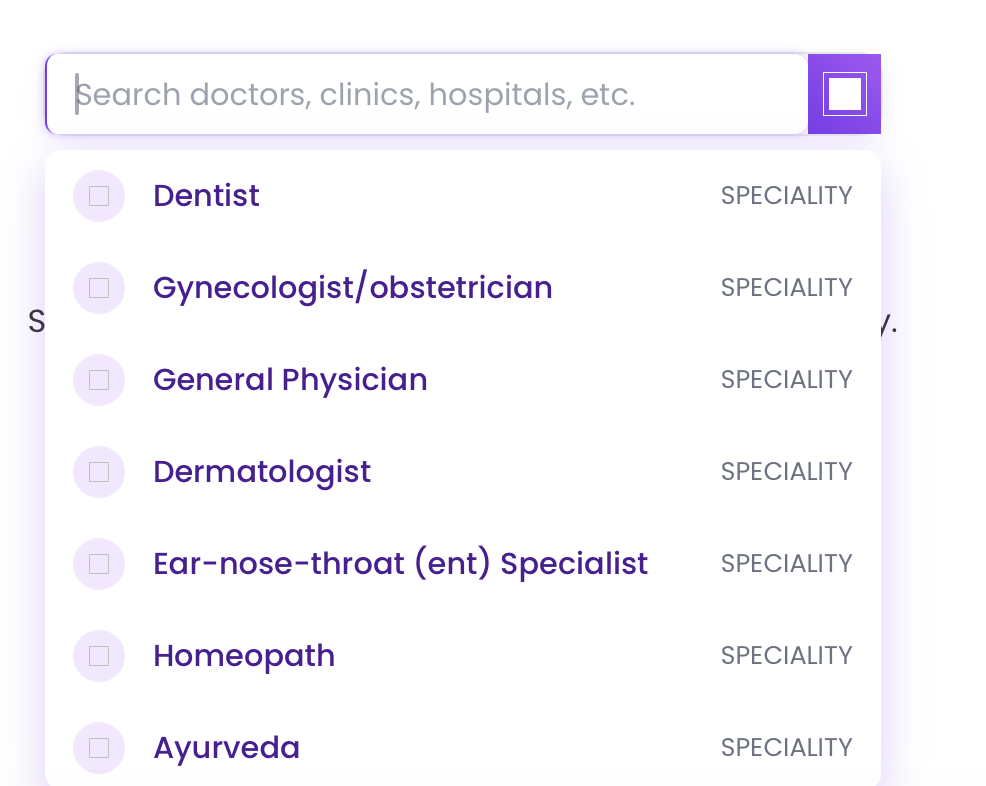 Search doctors, clinics, hospitals, etc.
Dentist SPECIALITY
Gynecologist/obstetrician SPECIALITY
General Physician SPECIALITY
Dermatologist SPECIALITY
Ear-nose-throat (ent) Specialist SPECIALITY
Homeopath SPECIALITY
Ayurveda SPECIALITY